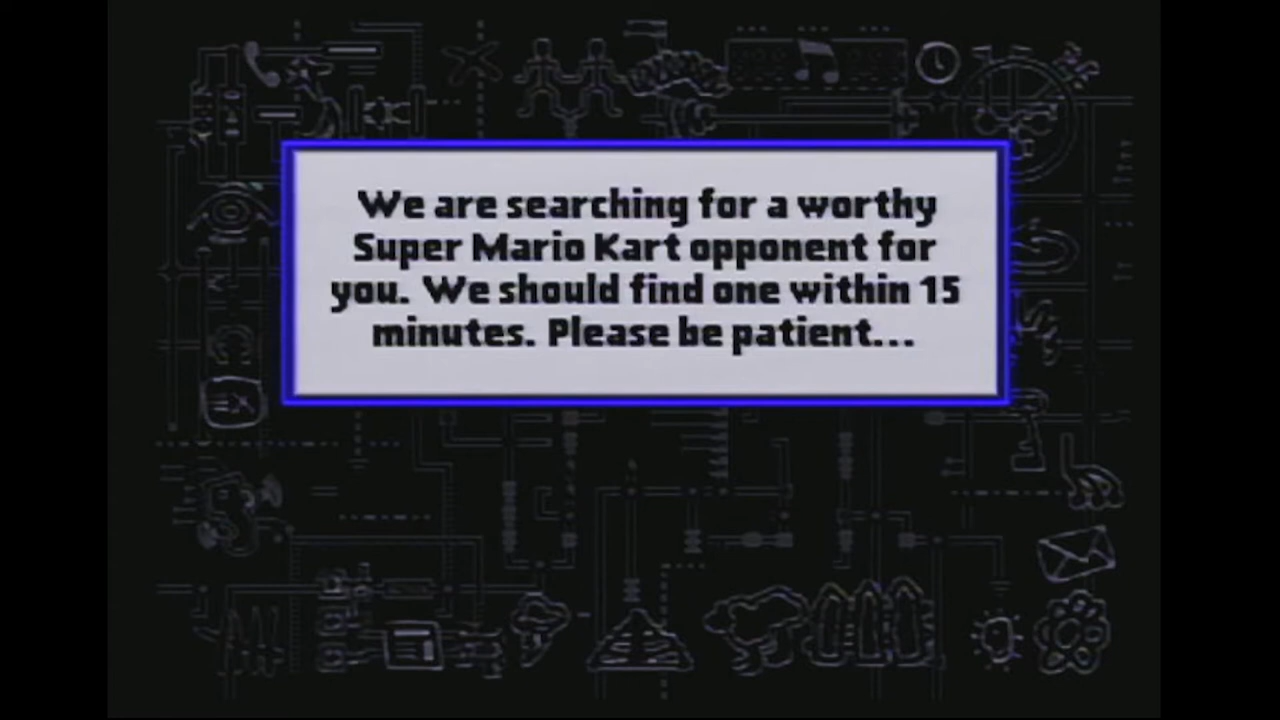 We are searching for a worthy
Super Mario Kart opponent for
you. We should find one within 15
minutes. Please be patient...